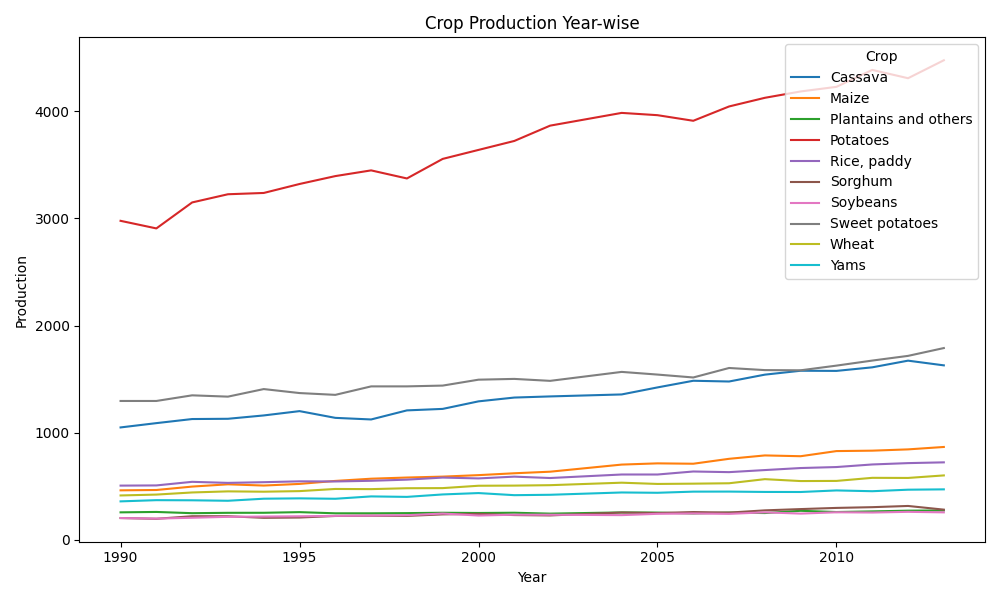 Crop Production Year-wise
Production
4000
3000
2000
1000
0
1990
1995
2000
2005
2010
Year
Crop
Cassava
Maize
Plantains and others
Potatoes
Rice, paddy
Sorghum
Soybeans
Sweet potatoes
Wheat
Yams